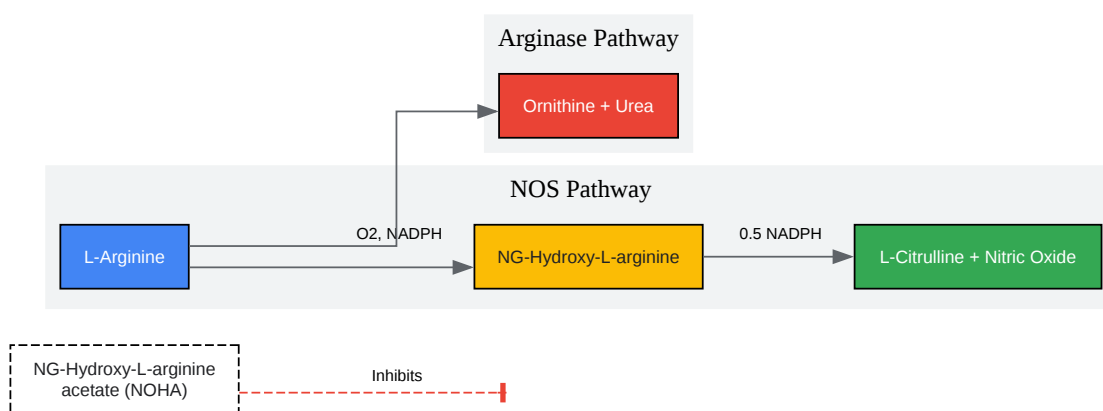 Arginase Pathway
Ornithine + Urea
NOS Pathway
L-Arginine
O2, NADPH
NG-Hydroxy-L-arginine
0.5 NADPH
L-Citrulline + Nitric Oxide
NG-Hydroxy-L-arginine
acetate (NOHA)
Inhibits